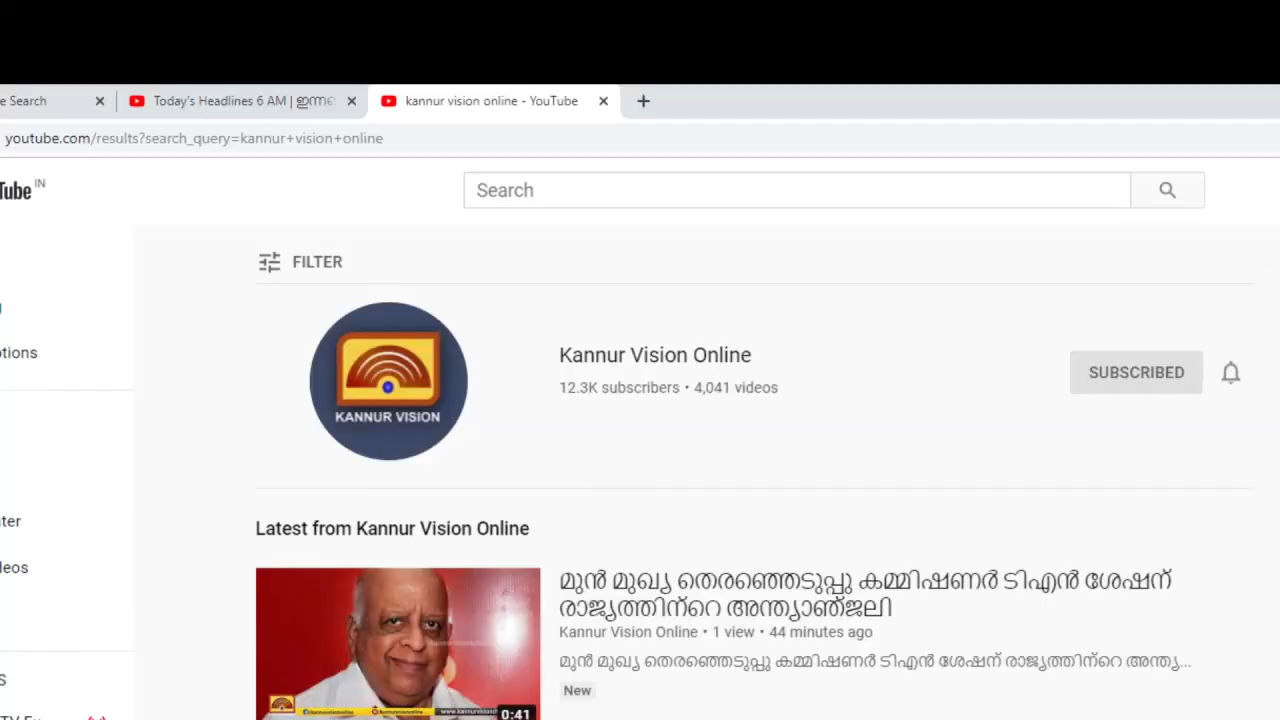 e Search
Today's Headlines 6 AM | ഇന്നത്
kannur vision online - YouTube
youtube.com/results?search_query=kannur+vision+online
Tube IN
Search
FILTER
KANNUR VISION
Kannur Vision Online
12.3K subscribers • 4,041 videos
SUBSCRIBED
otions
ter
leos
S
Latest from Kannur Vision Online
മുൻ മുഖ്യ തെരഞ്ഞെടുപ്പു കമ്മിഷണർ ടിഎൻ ശേഷന്
രാജ്യത്തിന്റെ അന്ത്യാഞ്ജലി
Kannur Vision Online • 1 view • 44 minutes ago
മുൻ മുഖ്യ തെരഞ്ഞെടുപ്പു കമ്മിഷണർ ടിഎൻ ശേഷന് രാജ്യത്തിന്റെ അന്ത്യ...
New
0:41